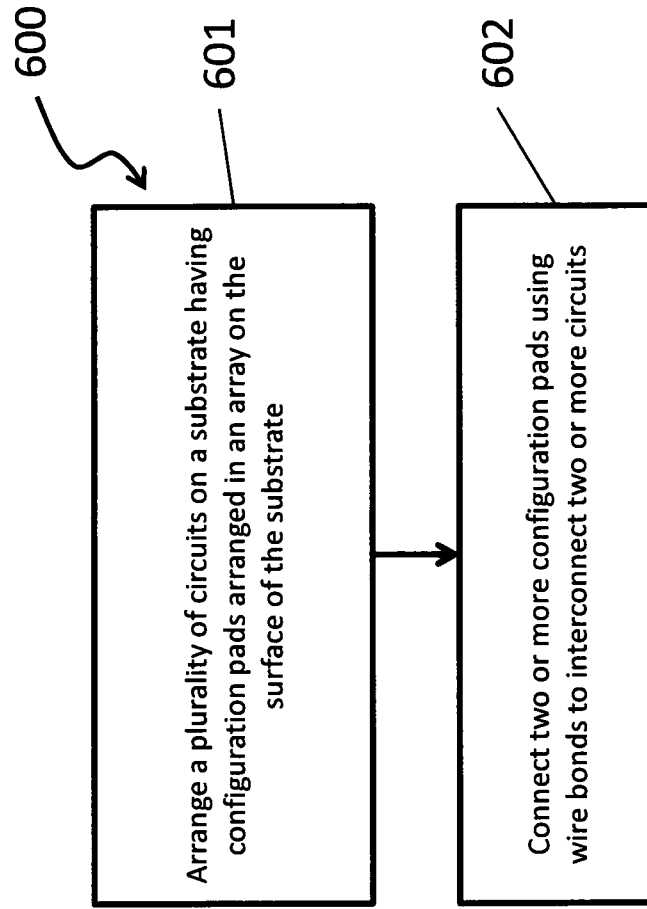 600
601
Arrange a plurality of circuits on a substrate having
configuration pads arranged in an array on the
surface of the substrate
602
Connect two or more configuration pads using
wire bonds to interconnect two or more circuits